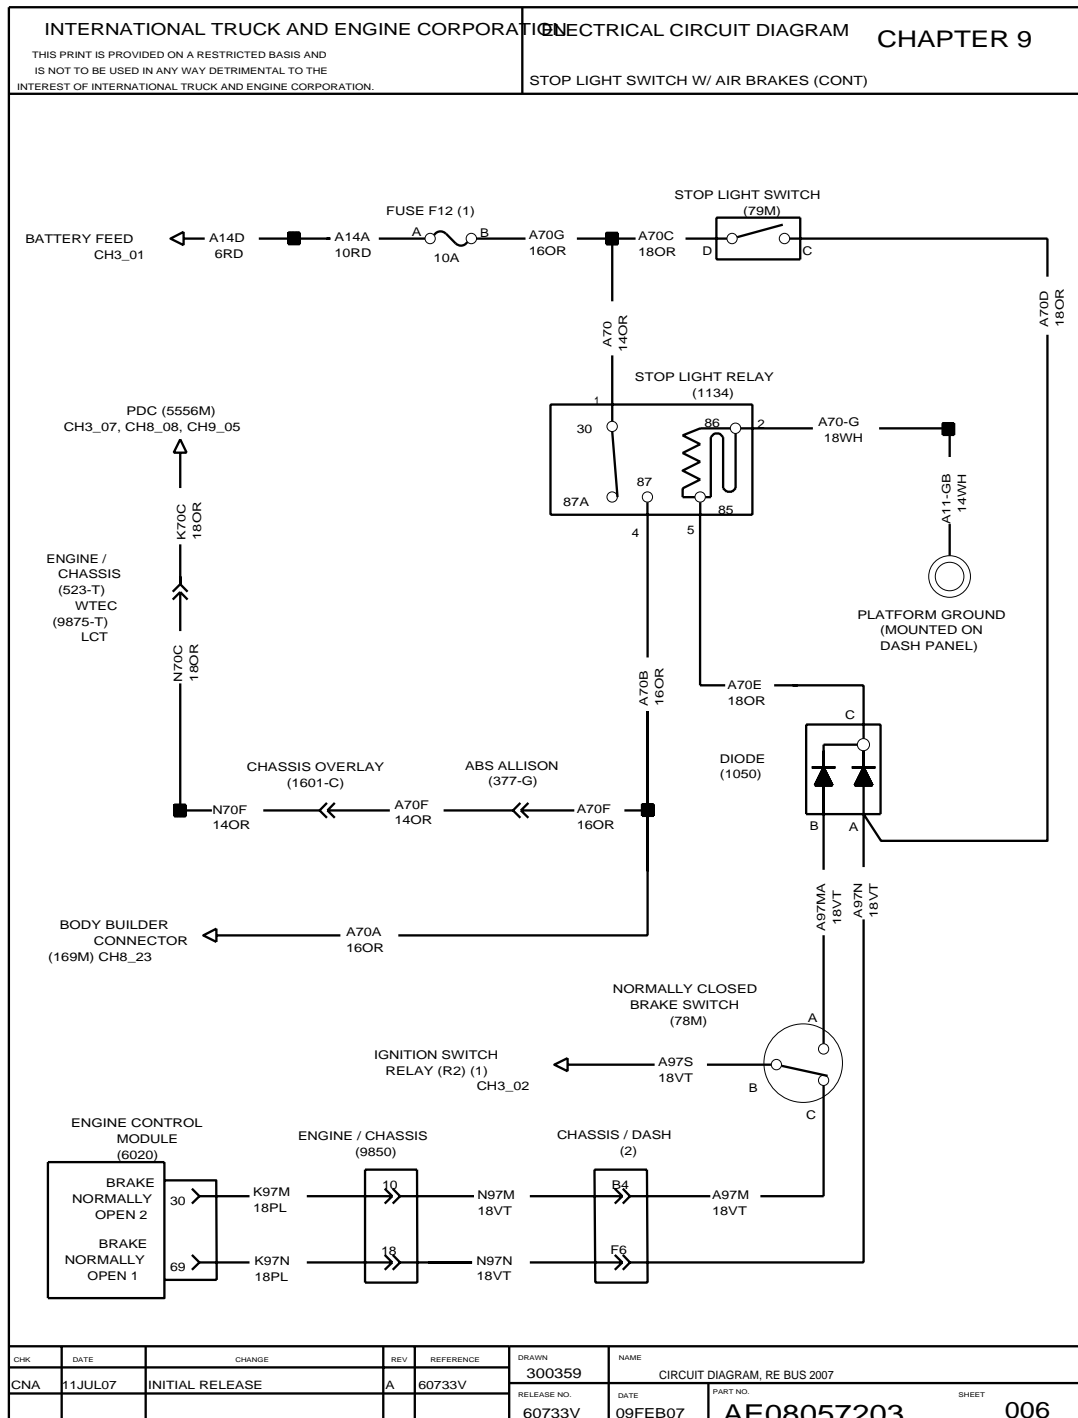 INTERNATIONAL TRUCK AND ENGINE CORPORATION
THIS PRINT IS PROVIDED ON A RESTRICTED BASIS AND
IS NOT TO BE USED IN ANY WAY DETRIMENTAL TO THE
INTEREST OF INTERNATIONAL TRUCK AND ENGINE CORPORATION.
ELECTRICAL CIRCUIT DIAGRAM
CHAPTER 9
STOP LIGHT SWITCH W/ AIR BRAKES (CONT)
BATTERY FEED
CH3_01
A14D
6RD
A14A
10RD
FUSE F12 (1)
A
B
10A
A70G
16OR
A70C
18OR
STOP LIGHT SWITCH
(79M)
D
C
A70D
18OR
A70
14OR
STOP LIGHT RELAY
(1134)
1
30
87A
87
86
85
2
4
5
A70-G
18WH
A11-GB
14WH
PLATFORM GROUND
(MOUNTED ON
DASH PANEL)
PDC (5556M)
CH3_07, CH8_08, CH9_05
K70C
18OR
ENGINE /
CHASSIS
(523-T)
WTEC
(9875-T)
LCT
N70C
18OR
A70B
16OR
A70E
18OR
C
DIODE
(1050)
B
A
CHASSIS OVERLAY
(1601-C)
ABS ALLISON
(377-G)
N70F
14OR
A70F
14OR
A70F
16OR
A97MA
18VT
A97N
18VT
BODY BUILDER
CONNECTOR
(169M) CH8_23
A70A
16OR
NORMALLY CLOSED
BRAKE SWITCH
(78M)
A
B
C
IGNITION SWITCH
RELAY (R2) (1)
CH3_02
A97S
18VT
ENGINE CONTROL
MODULE
(6020)
BRAKE
NORMALLY
OPEN 2
30
BRAKE
NORMALLY
OPEN 1
69
K97M
18PL
K97N
18PL
ENGINE / CHASSIS
(9850)
10
18
N97M
18VT
N97N
18VT
CHASSIS / DASH
(2)
B4
F6
A97M
18VT
CHK DATE CHANGE REV REFERENCE
CNA 11JUL07 INITIAL RELEASE A 60733V
DRAWN
300359
NAME
CIRCUIT DIAGRAM, RE BUS 2007
RELEASE NO.
60733V
DATE
09FEB07
PART NO.
AE08057203
SHEET
006